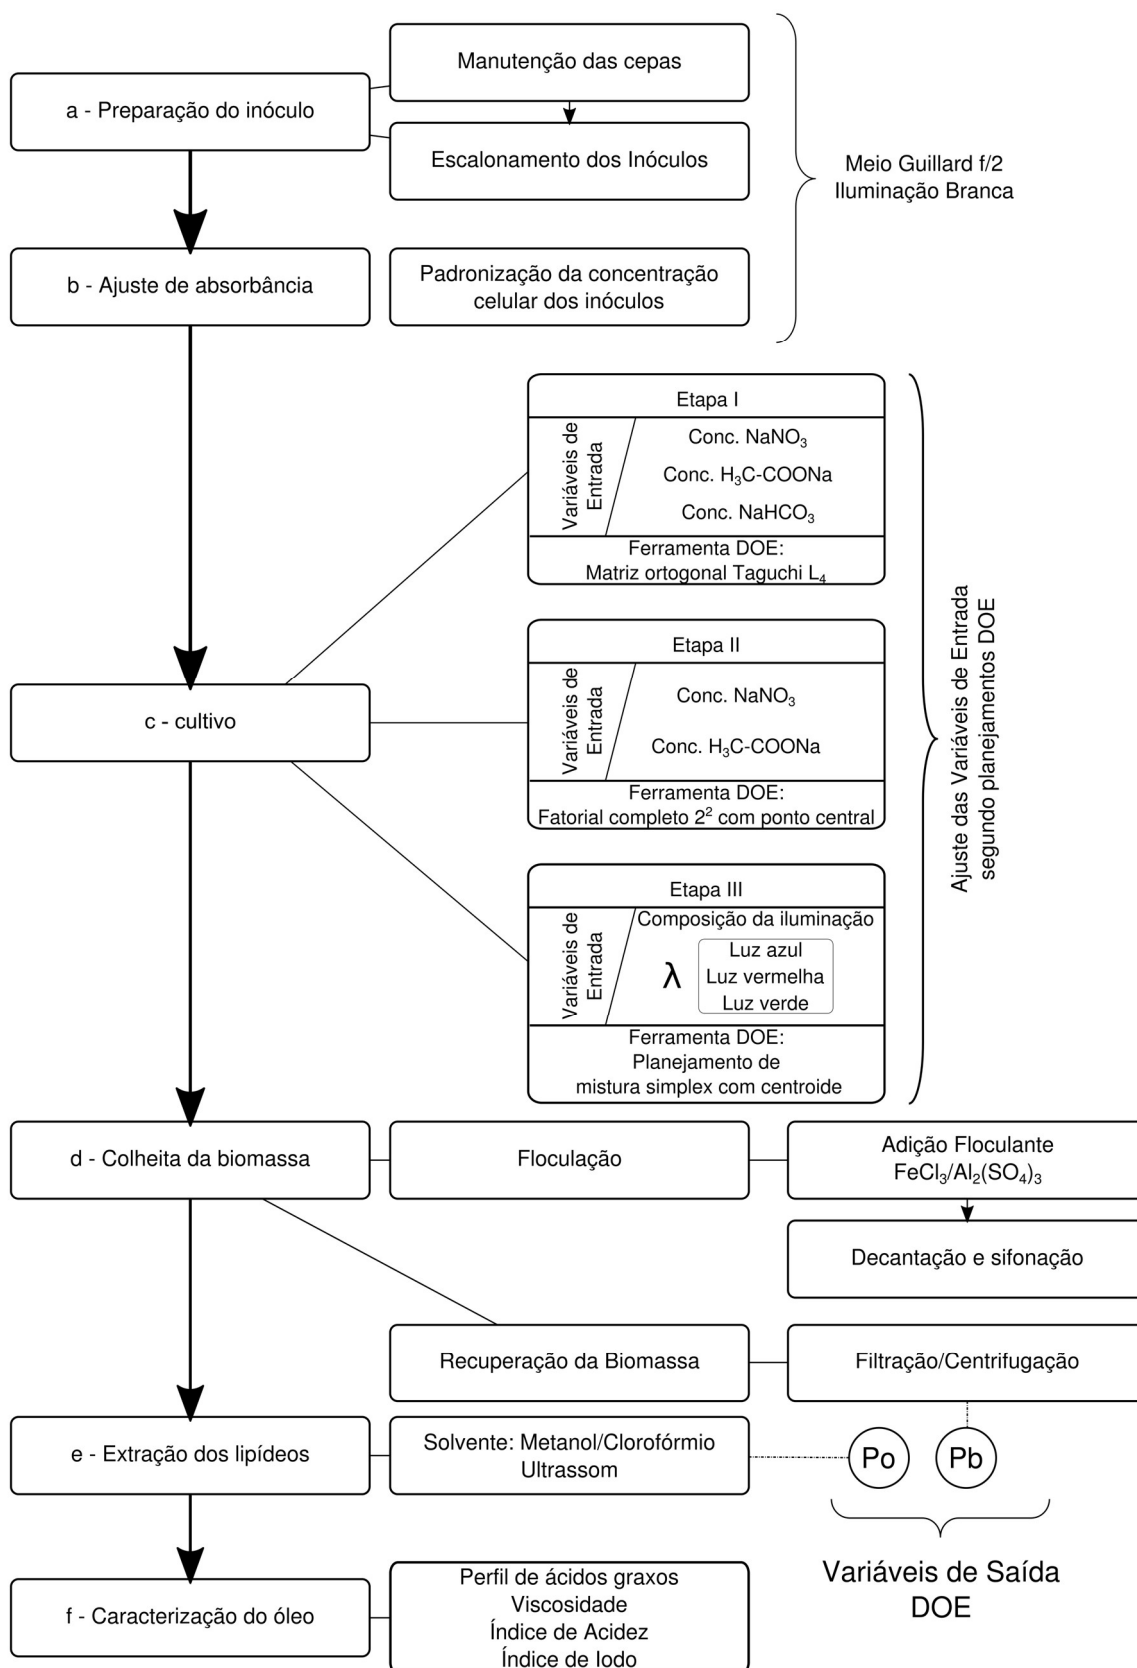 Manutenção das cepas
a - Preparação do inóculo
Escalonamento dos Inóculos
Meio Guillard f/2
Iluminação Branca
b - Ajuste de absorbância
Padronização da concentração
celular dos inóculos
Etapa I
Variáveis de
Entrada
Conc. NaNO₃
Conc. H₃C-COONa
Conc. NaHCO₃
Ferramenta DOE:
Matriz ortogonal Taguchi L₄
Etapa II
Variáveis de
Entrada
Conc. NaNO₃
Conc. H₃C-COONa
Ferramenta DOE:
Fatorial completo 2² com ponto central
c - cultivo
Ajuste das Variáveis de Entrada
segundo planejamentos DOE
Etapa III
Variáveis de
Entrada
Composição da iluminação
λ
Luz azul
Luz vermelha
Luz verde
Ferramenta DOE:
Planejamento de
mistura simplex com centroide
d - Colheita da biomassa
Floculação
Adição Floculante
FeCl₃/Al₂(SO₄)₃
Decantação e sifonação
Recuperação da Biomassa
Filtração/Centrifugação
e - Extração dos lipídeos
Solvente: Metanol/Clorofórmio
Ultrassom
Po
Pb
Variáveis de Saída
DOE
f - Caracterização do óleo
Perfil de ácidos graxos
Viscosidade
Índice de Acidez
Índice de Iodo